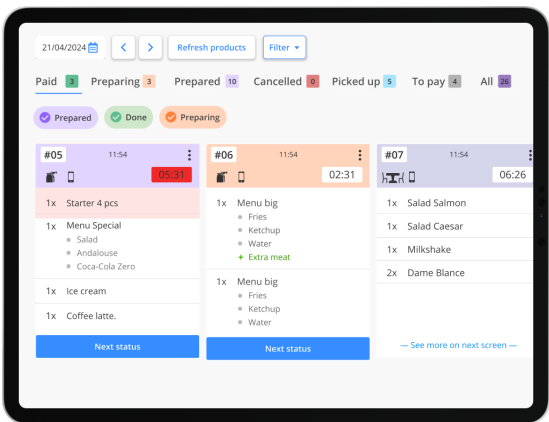 21/04/2024 < > Refresh products Filter
Paid 3 Preparing 3 Prepared 10 Cancelled 0 Picked up 5 To pay 4 All 26
Prepared Done Preparing
#05 11:54
05:31
1x Starter 4 pcs
1x Menu Special
Salad
Andalouse
Coca-Cola Zero
1x Ice cream
1x Coffee latte.
Next status
#06 11:54
02:31
1x Menu big
Fries
Ketchup
Water
+ Extra meat
1x Menu big
Fries
Ketchup
Water
Next status
#07 11:54
06:26
1x Salad Salmon
1x Salad Caesar
1x Milkshake
2x Dame Blance
— See more on next screen —